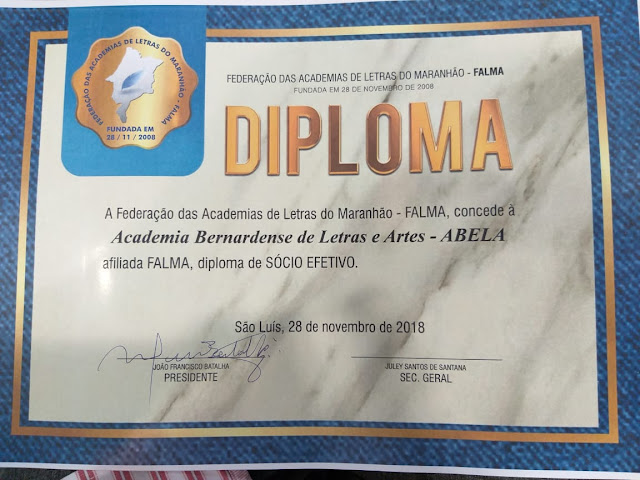 FEDERAÇÃO DAS ACADEMIAS DE LETRAS DO MARANHÃO - FALMA
FUNDADA EM
28 / 11 / 2008
FEDERAÇÃO DAS ACADEMIAS DE LETRAS DO MARANHÃO - FALMA
FUNDADA EM 28 DE NOVEMBRO DE 2008
DIPLOMA
A Federação das Academias de Letras do Maranhão - FALMA, concede à
Academia Bernardense de Letras e Artes - ABELA
afiliada FALMA, diploma de SÓCIO EFETIVO.
São Luís, 28 de novembro de 2018
JOÃO FRANCISCO BATALHA
PRESIDENTE
JULEY SANTOS DE SANTANA
SEC. GERAL